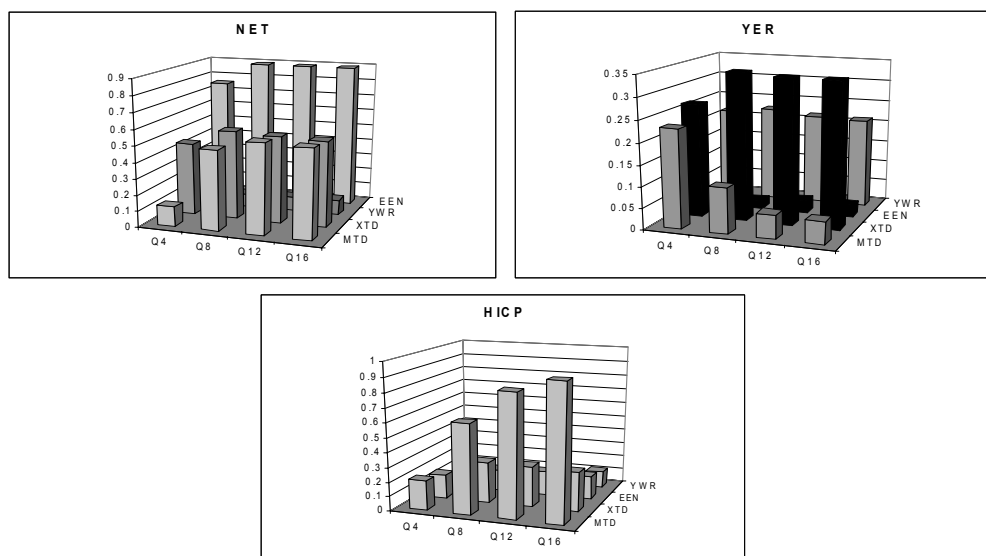 NET
0.9
0.8
0.7
0.6
0.5
0.4
0.3
0.2
0.1
0
Q4
Q8
Q12
Q16
EEN
YWR
XTD
MTD
YER
0.35
0.3
0.25
0.2
0.15
0.1
0.05
0
Q4
Q8
Q12
Q16
YWR
EEN
XTD
MTD
HICP
1
0.9
0.8
0.7
0.6
0.5
0.4
0.3
0.2
0.1
0
Q4
Q8
Q12
Q16
YWR
EEN
XTD
MTD